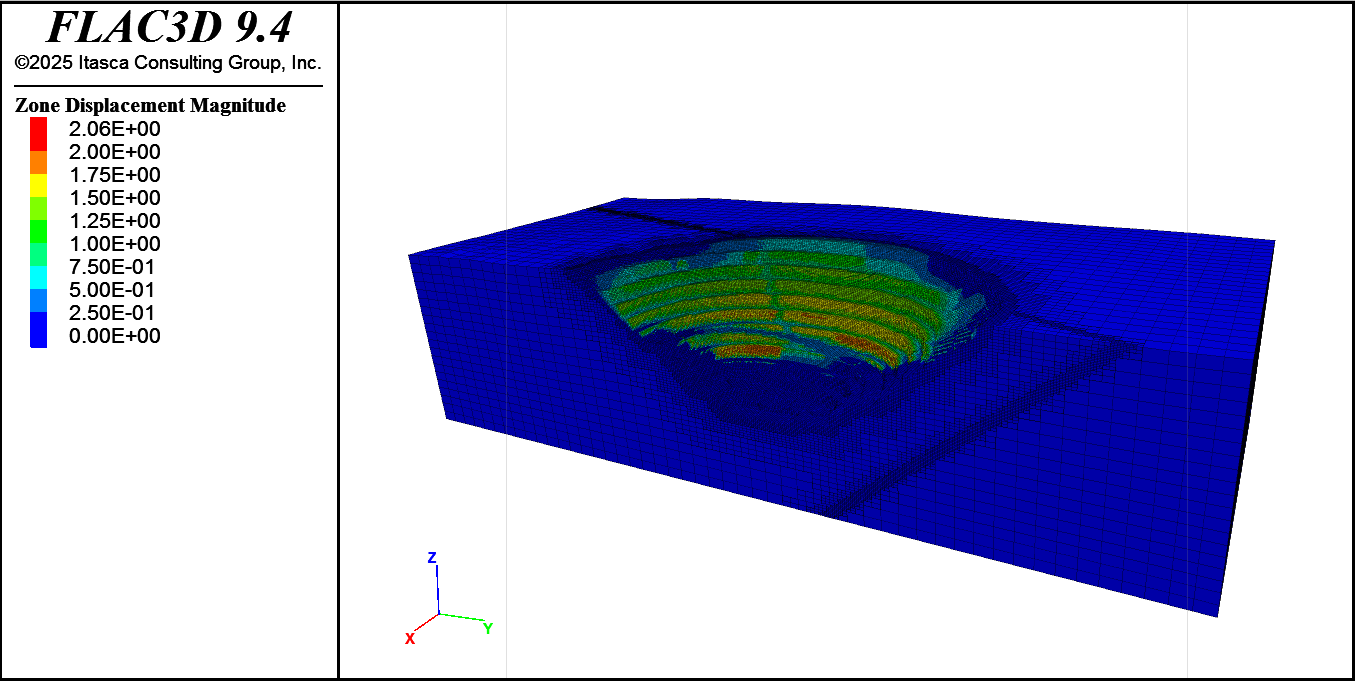 FLAC3D 9.4
©2025 Itasca Consulting Group, Inc.
Zone Displacement Magnitude
2.06E+00
2.00E+00
1.75E+00
1.50E+00
1.25E+00
1.00E+00
7.50E-01
5.00E-01
2.50E-01
0.00E+00
Z
X
Y